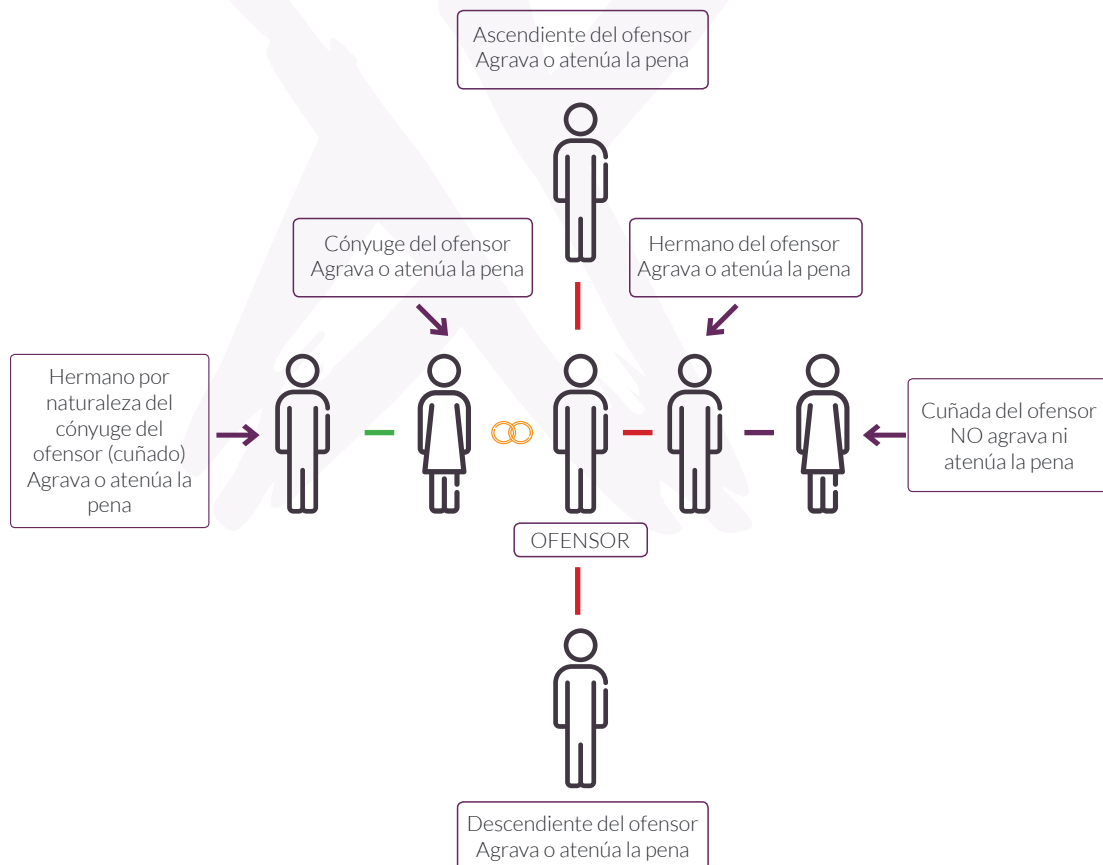 Ascendiente del ofensor
Agrava o atenúa la pena
Cónyuge del ofensor
Agrava o atenúa la pena
Hermano del ofensor
Agrava o atenúa la pena
Hermano por
naturaleza del
cónyuge del
ofensor (cuñado)
Agrava o atenúa la
pena
Cuñada del ofensor
NO agrava ni
atenúa la pena
OFENSOR
Descendiente del ofensor
Agrava o atenúa la pena